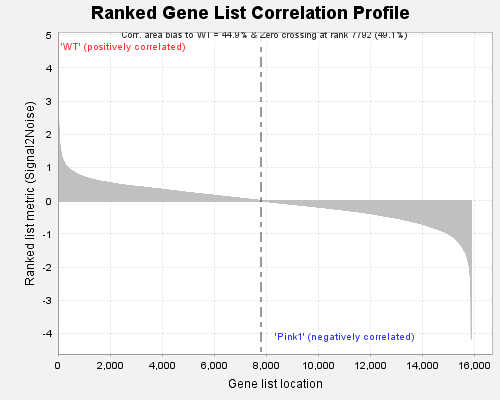 Ranked Gene List Correlation Profile
Corr. area bias to 'WT' = 44.9% & Zero crossing at rank 7792 (49.1%)
'WT' (positively correlated)
5
4
3
2
1
0
-1
-2
-3
-4
Ranked list metric (Signal2Noise)
'Pink1' (negatively correlated)
0 2,000 4,000 6,000 8,000 10,000 12,000 14,000 16,000
Gene list location